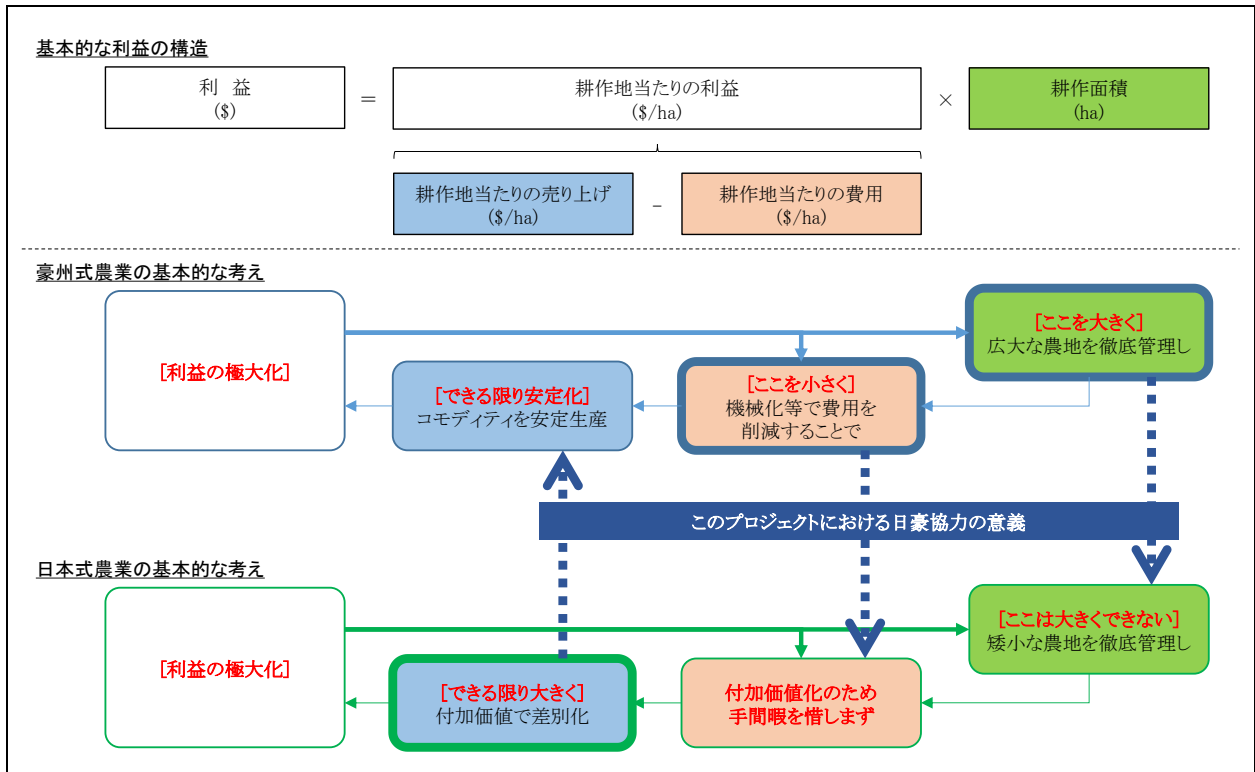 基本的な利益の構造
利 益
($)
=
耕作地当たりの利益
($/ha)
×
耕作面積
(ha)
耕作地当たりの売り上げ
($/ha)
-
耕作地当たりの費用
($/ha)
豪州式農業の基本的な考え
[利益の極大化]
[できる限り安定化]
コモディティを安定生産
[ここを小さく]
機械化等で費用を
削減することで
[ここを大きく]
広大な農地を徹底管理し
このプロジェクトにおける日豪協力の意義
日本式農業の基本的な考え
[利益の極大化]
[できる限り大きく]
付加価値で差別化
付加価値化のため
手間暇を惜しまず
[ここは大きくできない]
矮小な農地を徹底管理し